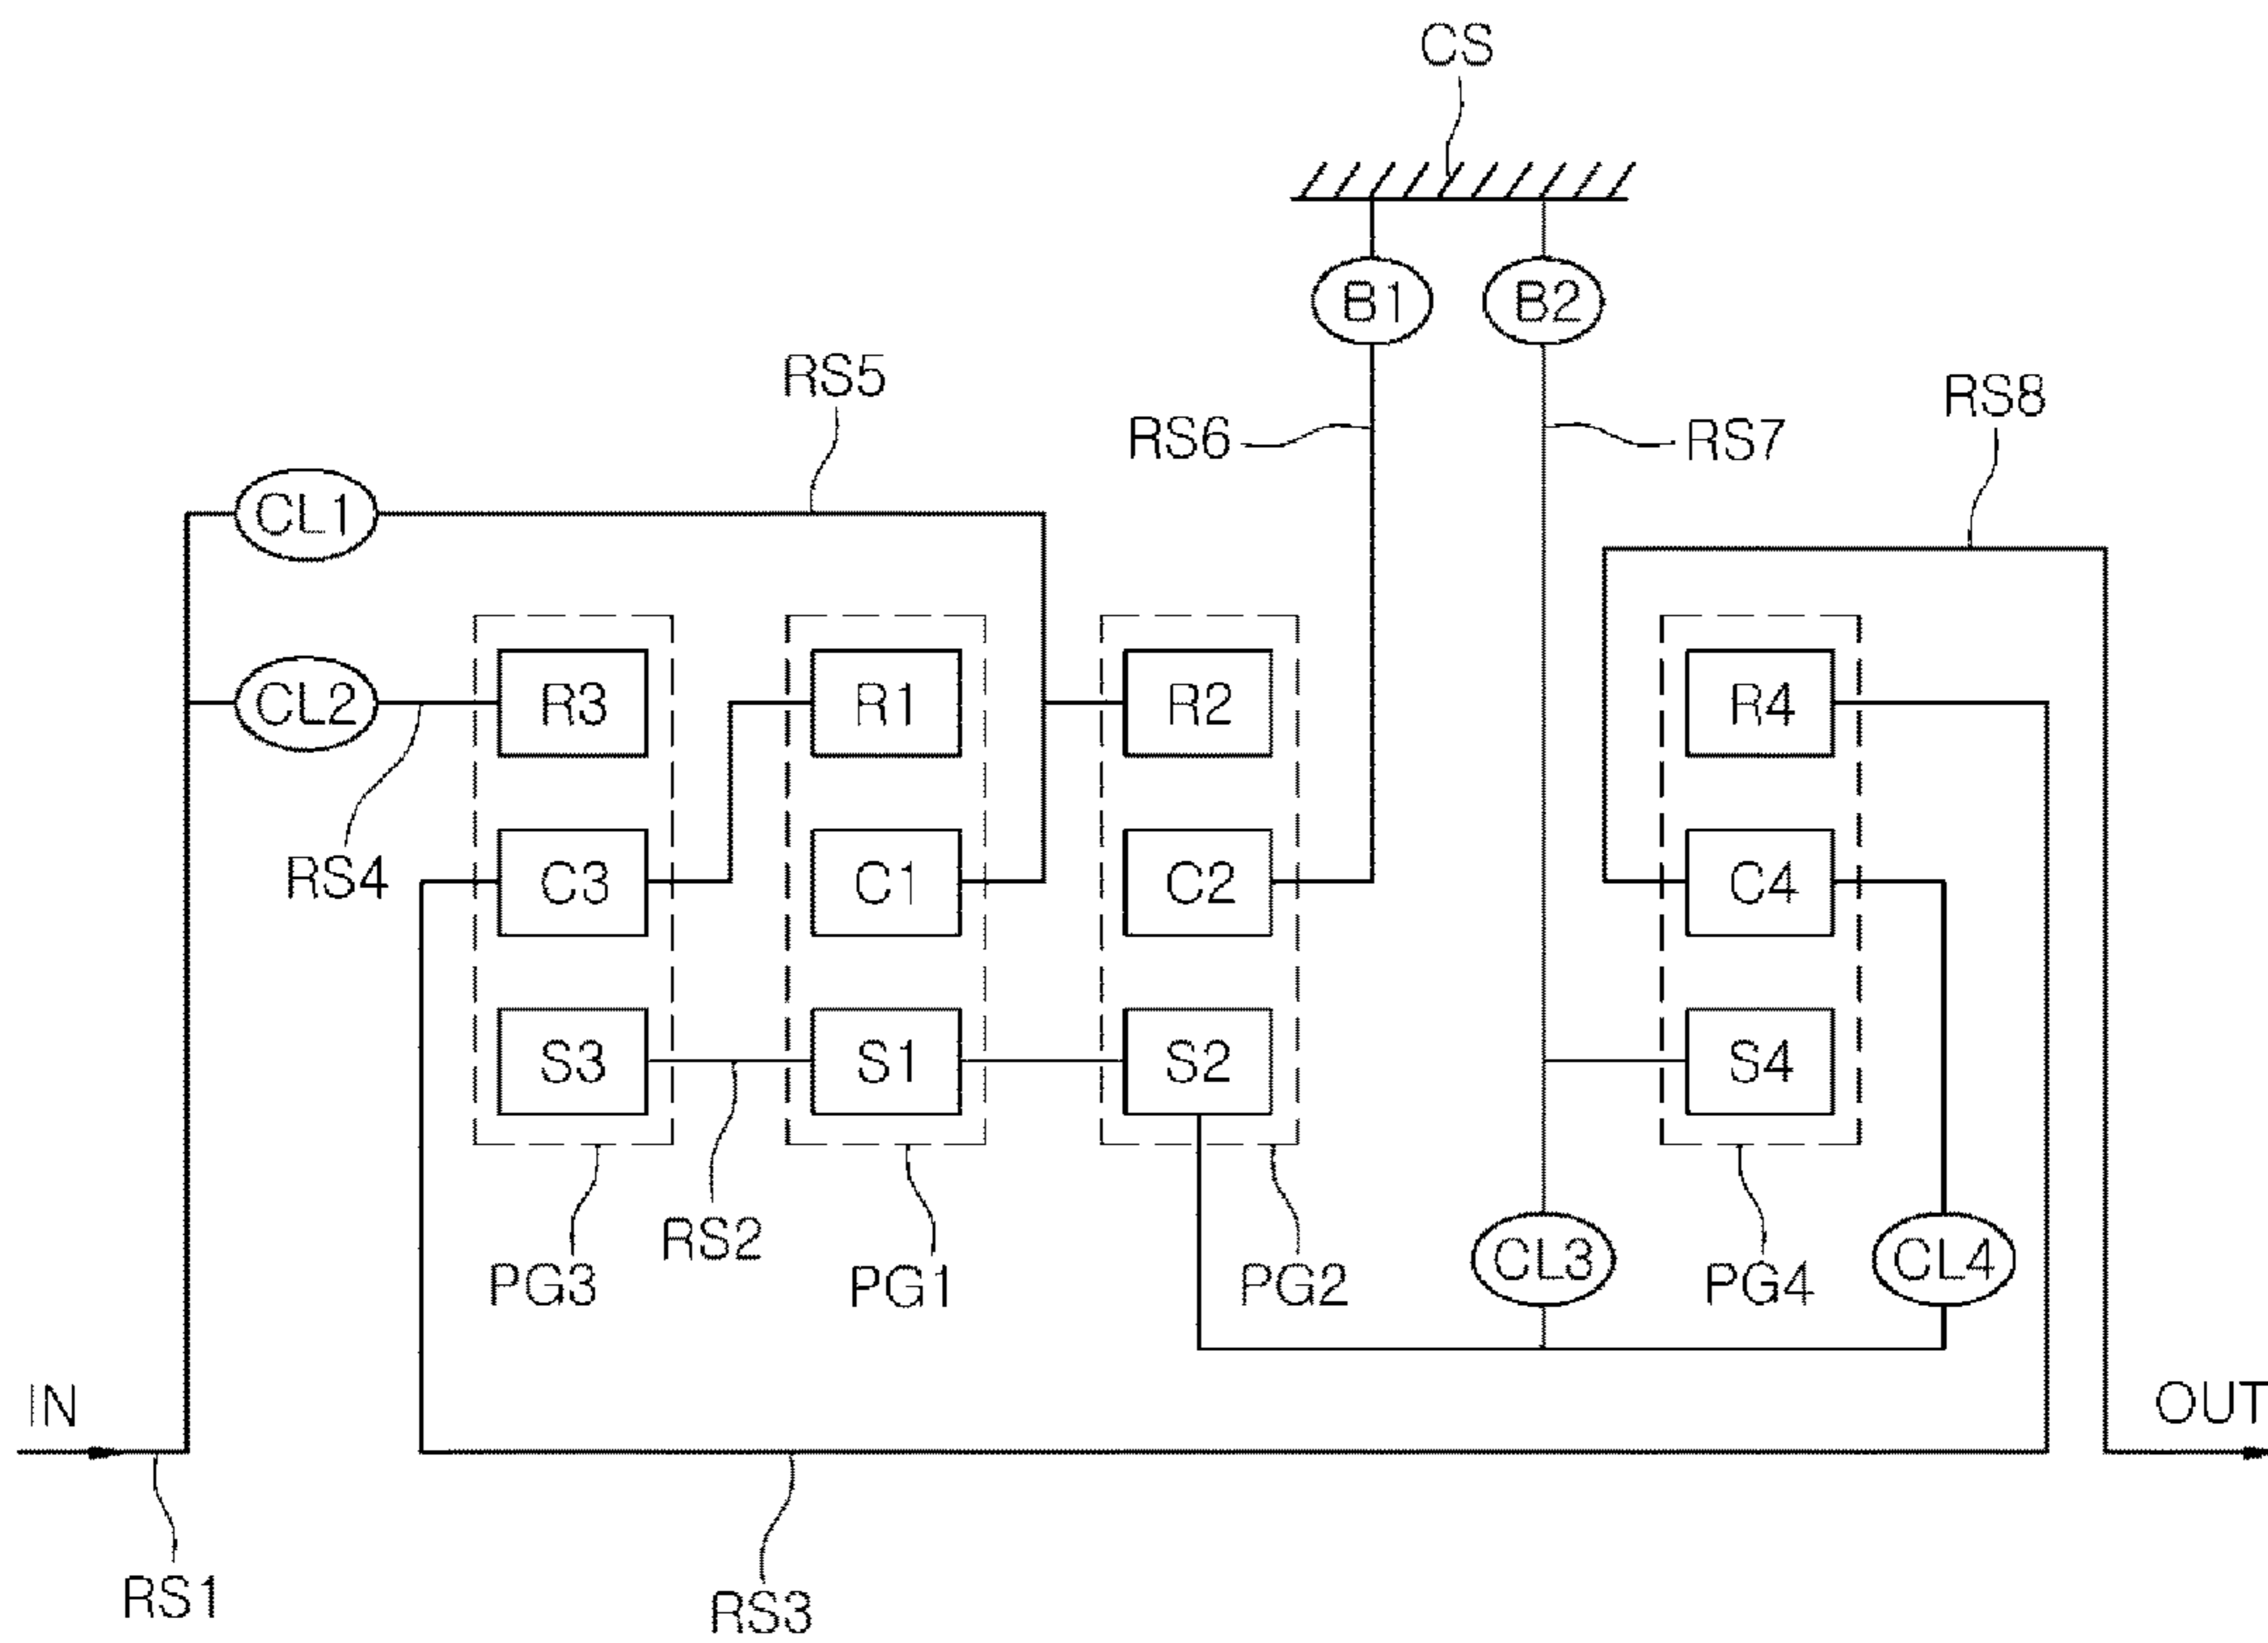 CS
B1 B2
RS5
RS6 RS7 RS8
CL1
CL2 R3 R1 R2 R4
RS4 C3 C1 C2 C4
S3 S1 S2 S4
RS2
PG3 PG1 PG2 CL3 PG4 CL4
IN OUT
RS1 RS3